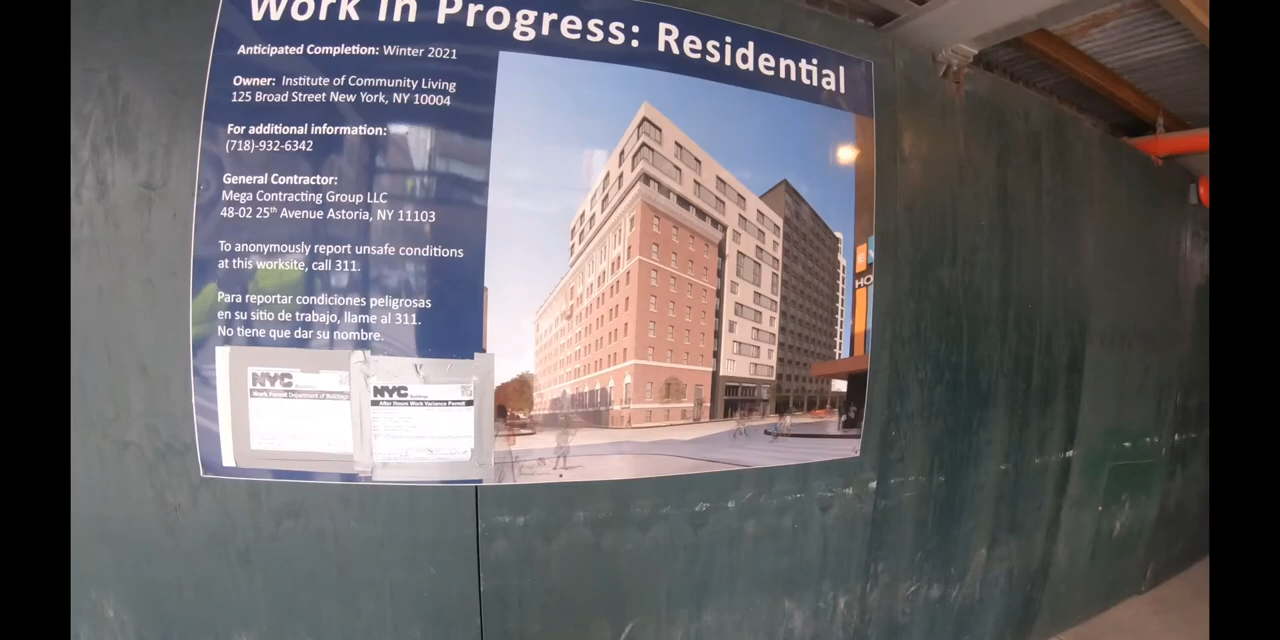 Work in Progress: Residential
Anticipated Completion: Winter 2021
Owner: Institute of Community Living
125 Broad Street New York, NY 10004
For additional information:
(718)-932-6342
General Contractor:
Mega Contracting Group LLC
48-02 25th Avenue Astoria, NY 11103
To anonymously report unsafe conditions
at this worksite, call 311.
Para reportar condiciones peligrosas
en su sitio de trabajo, llame al 311.
No tiene que dar su nombre.
NYC Buildings
Work Permit Department of Buildings
NYC Buildings
After Hours Work Variance Permit
HO